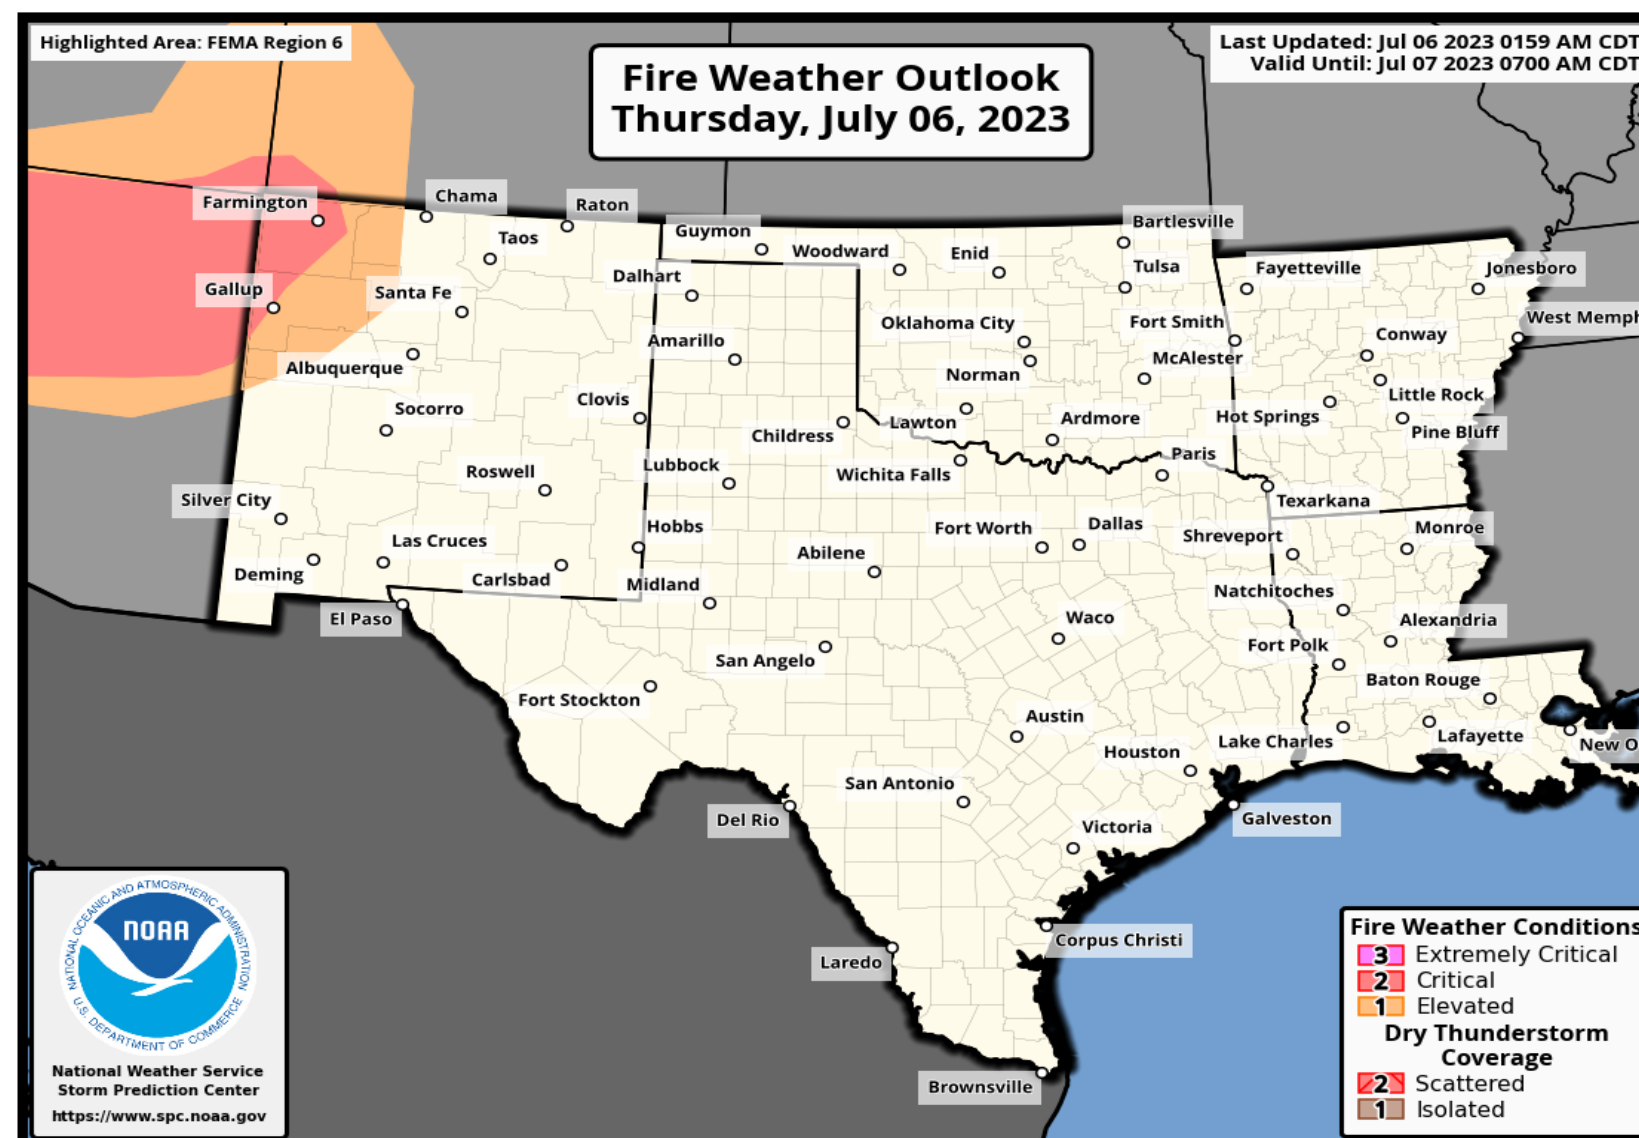 Highlighted Area: FEMA Region 6
Last Updated: Jul 06 2023 0159 AM CDT
Valid Until: Jul 07 2023 0700 AM CDT
Fire Weather Outlook
Thursday, July 06, 2023
Farmington
Chama
Raton
Taos
Guymon
Woodward
Enid
Bartlesville
Tulsa
Fayetteville
Jonesboro
Gallup
Santa Fe
Dalhart
Oklahoma City
Fort Smith
West Memph
Amarillo
Conway
Albuquerque
Norman
McAlester
Little Rock
Socorro
Clovis
Childress
Lawton
Ardmore
Hot Springs
Pine Bluff
Roswell
Lubbock
Wichita Falls
Paris
Silver City
Texarkana
Las Cruces
Hobbs
Abilene
Fort Worth
Dallas
Shreveport
Monroe
Deming
Carlsbad
Midland
Natchitoches
El Paso
Waco
Alexandria
San Angelo
Fort Polk
Fort Stockton
Baton Rouge
Austin
Houston
Lake Charles
Lafayette
New O
San Antonio
Del Rio
Victoria
Galveston
Corpus Christi
Laredo
Brownsville
NATIONAL OCEANIC AND ATMOSPHERIC ADMINISTRATION
NOAA
U.S. DEPARTMENT OF COMMERCE
National Weather Service
Storm Prediction Center
https://www.spc.noaa.gov
Fire Weather Conditions
3 Extremely Critical
2 Critical
1 Elevated
Dry Thunderstorm
Coverage
2 Scattered
1 Isolated